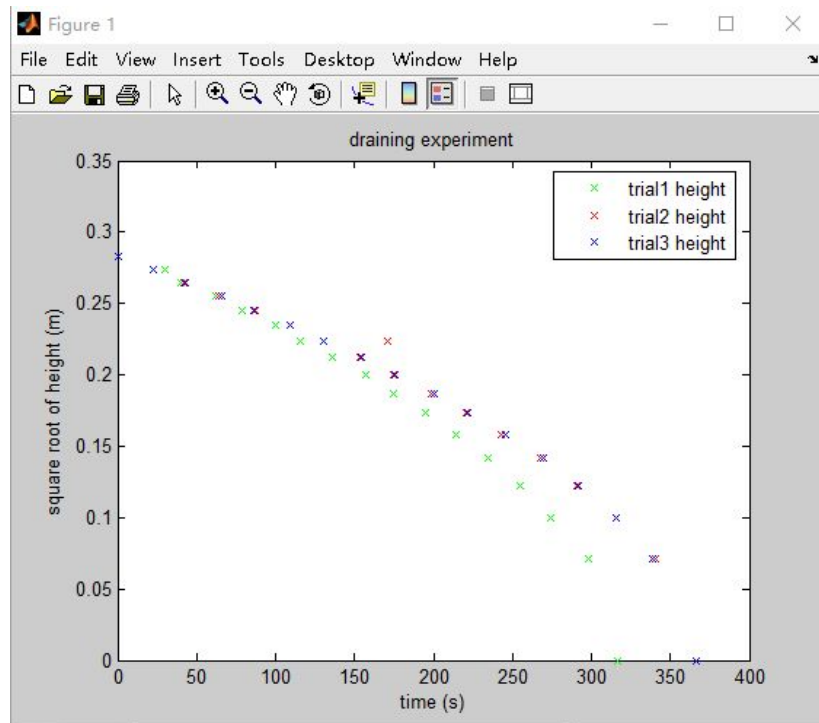 Figure 1
File Edit View Insert Tools Desktop Window Help
draining experiment
0.35
0.3
0.25
0.2
0.15
0.1
0.05
0
square root of height (m)
trial1 height
trial2 height
trial3 height
0 50 100 150 200 250 300 350 400
time (s)